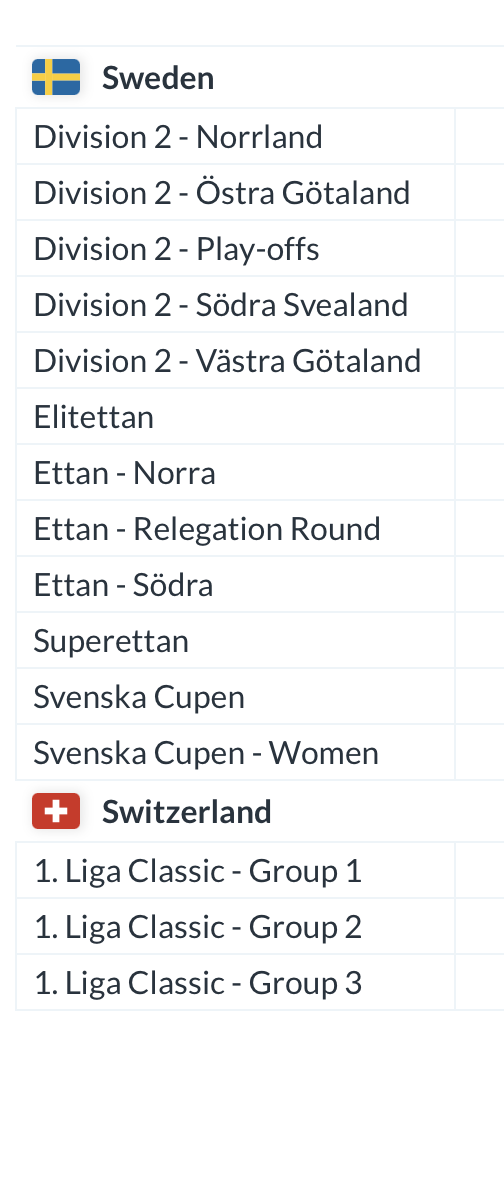 Sweden
Division 2 - Norrland
Division 2 - Östra Götaland
Division 2 - Play-offs
Division 2 - Södra Svealand
Division 2 - Västra Götaland
Elitettan
Ettan - Norra
Ettan - Relegation Round
Ettan - Södra
Superettan
Svenska Cupen
Svenska Cupen - Women
Switzerland
1. Liga Classic - Group 1
1. Liga Classic - Group 2
1. Liga Classic - Group 3